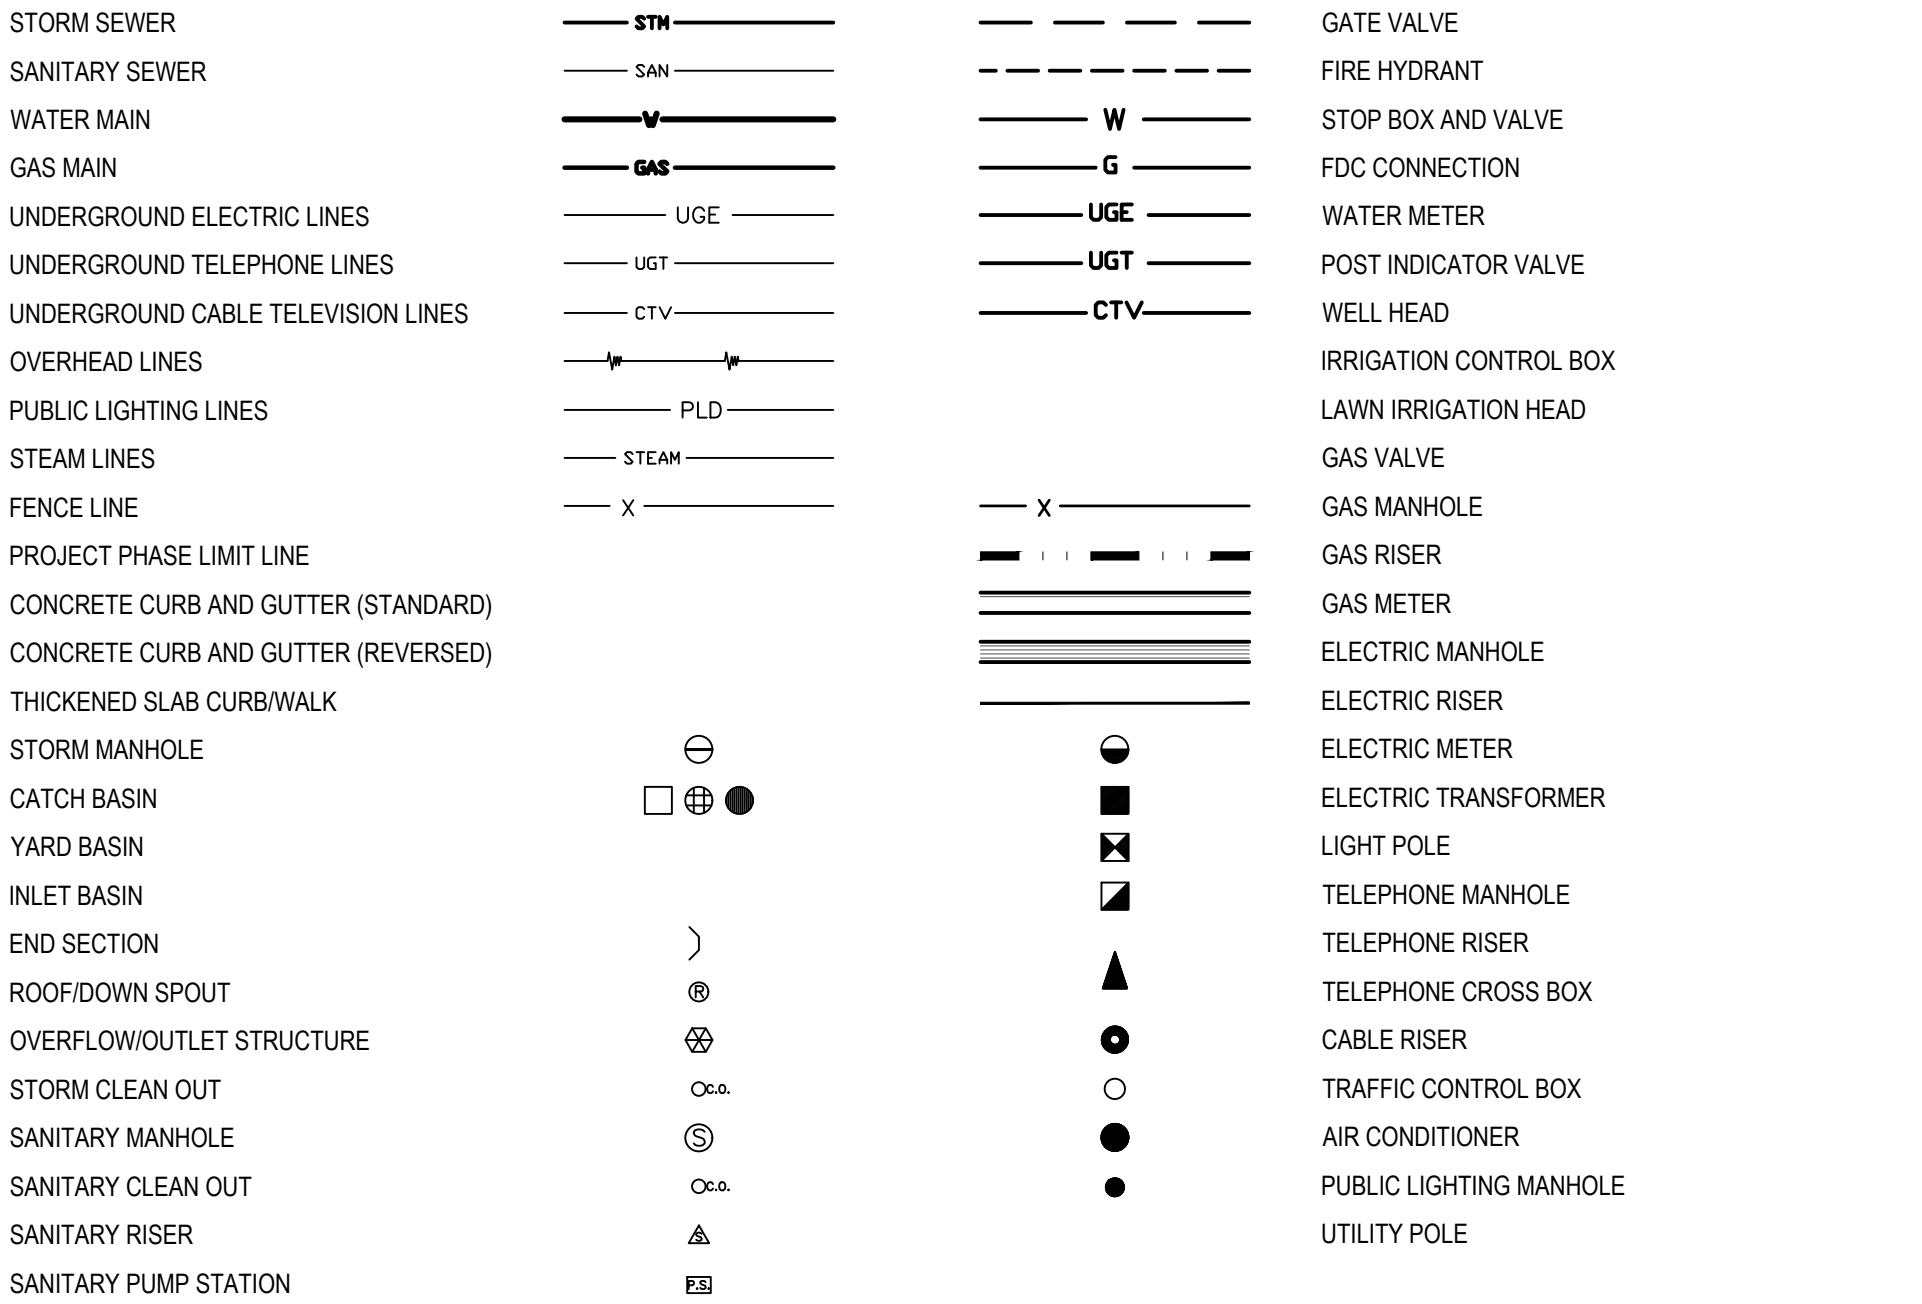 STORM SEWER STM GATE VALVE
SANITARY SEWER SAN FIRE HYDRANT
WATER MAIN W W STOP BOX AND VALVE
GAS MAIN GAS G FDC CONNECTION
UNDERGROUND ELECTRIC LINES UGE UGE WATER METER
UNDERGROUND TELEPHONE LINES UGT UGT POST INDICATOR VALVE
UNDERGROUND CABLE TELEVISION LINES CTV CTV WELL HEAD
OVERHEAD LINES IRRIGATION CONTROL BOX
PUBLIC LIGHTING LINES PLD LAWN IRRIGATION HEAD
STEAM LINES STEAM GAS VALVE
FENCE LINE X X GAS MANHOLE
PROJECT PHASE LIMIT LINE GAS RISER
CONCRETE CURB AND GUTTER (STANDARD) GAS METER
CONCRETE CURB AND GUTTER (REVERSED) ELECTRIC MANHOLE
THICKENED SLAB CURB/WALK ELECTRIC RISER
STORM MANHOLE ELECTRIC METER
CATCH BASIN ELECTRIC TRANSFORMER
YARD BASIN LIGHT POLE
INLET BASIN TELEPHONE MANHOLE
END SECTION TELEPHONE RISER
ROOF/DOWN SPOUT R TELEPHONE CROSS BOX
OVERFLOW/OUTLET STRUCTURE CABLE RISER
STORM CLEAN OUT C.O. TRAFFIC CONTROL BOX
SANITARY MANHOLE S AIR CONDITIONER
SANITARY CLEAN OUT C.O. PUBLIC LIGHTING MANHOLE
SANITARY RISER S UTILITY POLE
SANITARY PUMP STATION P.S.